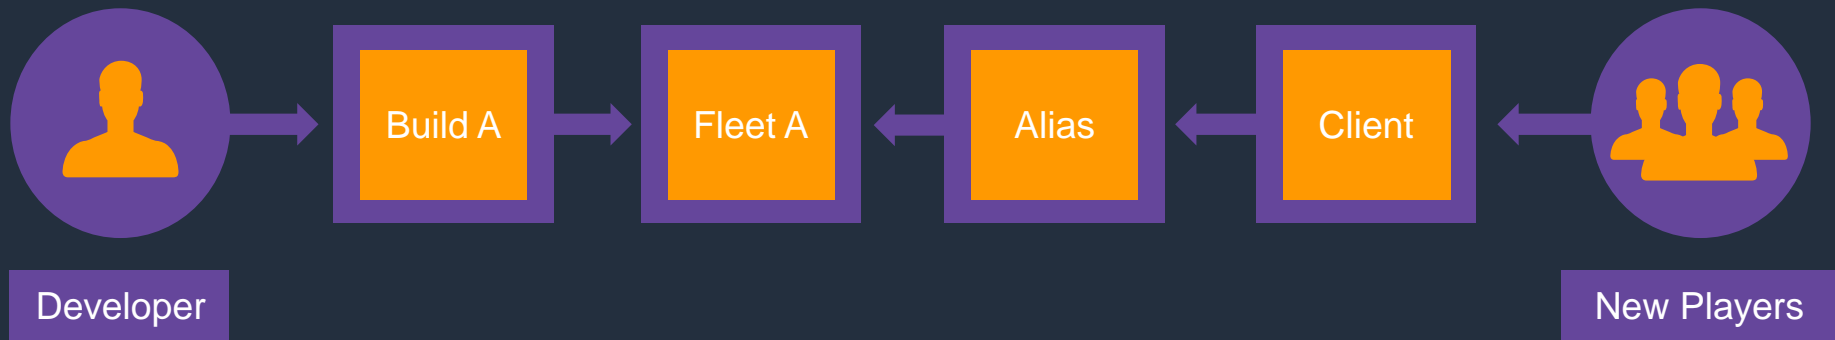 Build A
Fleet A
Alias
Client
Developer
New Players